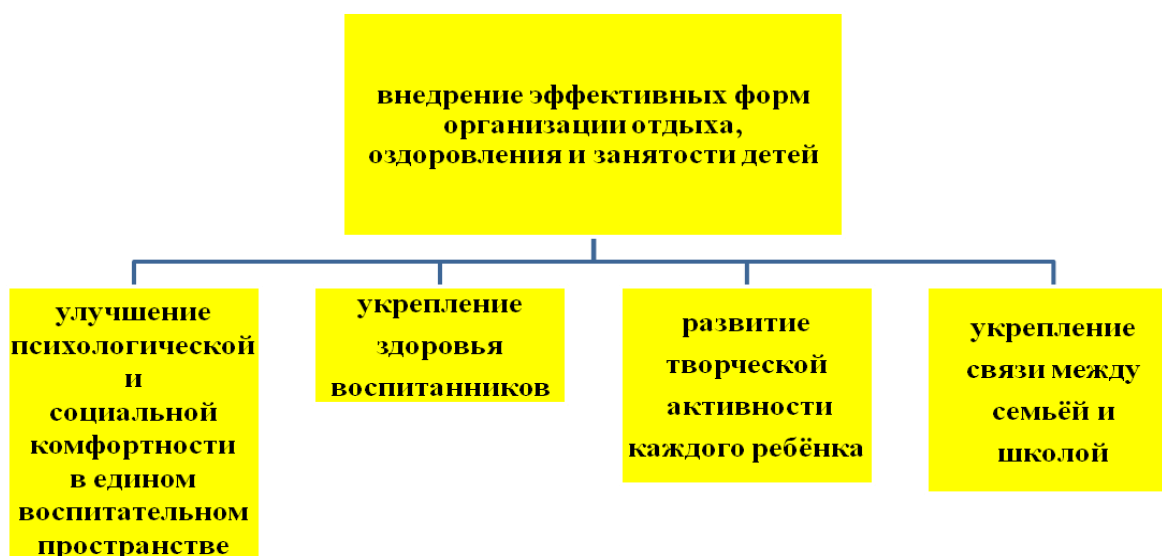 внедрение эффективных форм
организации отдыха,
оздоровления и занятости детей
улучшение
психологической
и
социальной
комфортности
в едином
воспитательном
пространстве
укрепление
здоровья
воспитанников
развитие
творческой
активности
каждого ребёнка
укрепление
связи между
семьёй и
школой